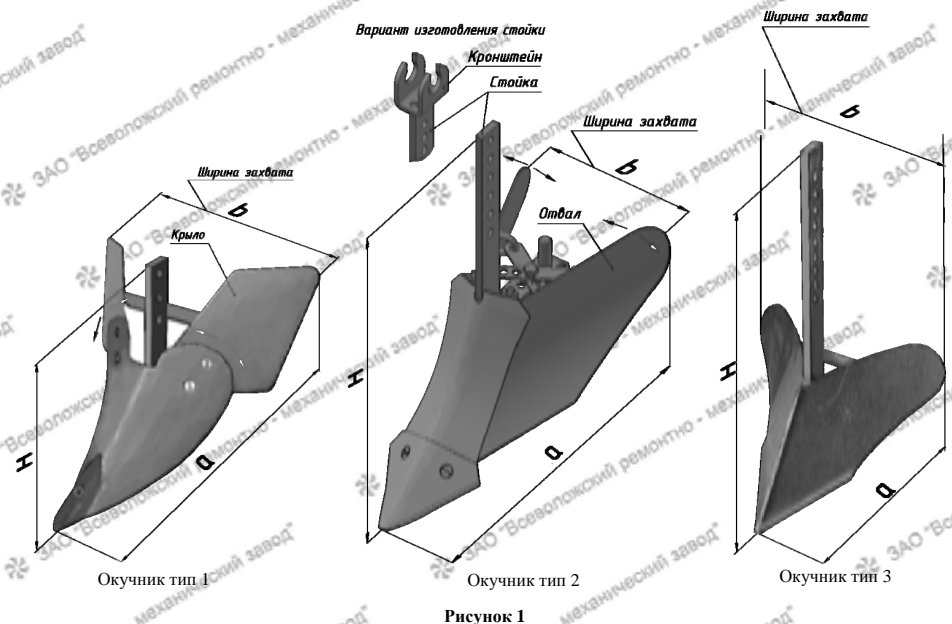 Ширина захвата
Вариант изготовления стойки
Кронштейн
Стойка
Ширина захвата
b
b
Ширина захвата
b
Отвал
Крыло
H
H
H
a
a
a
Окучник тип 1
Окучник тип 2
Окучник тип 3
Рисунок 1
ЗАО "Всеволожский ремонтно - механический завод"